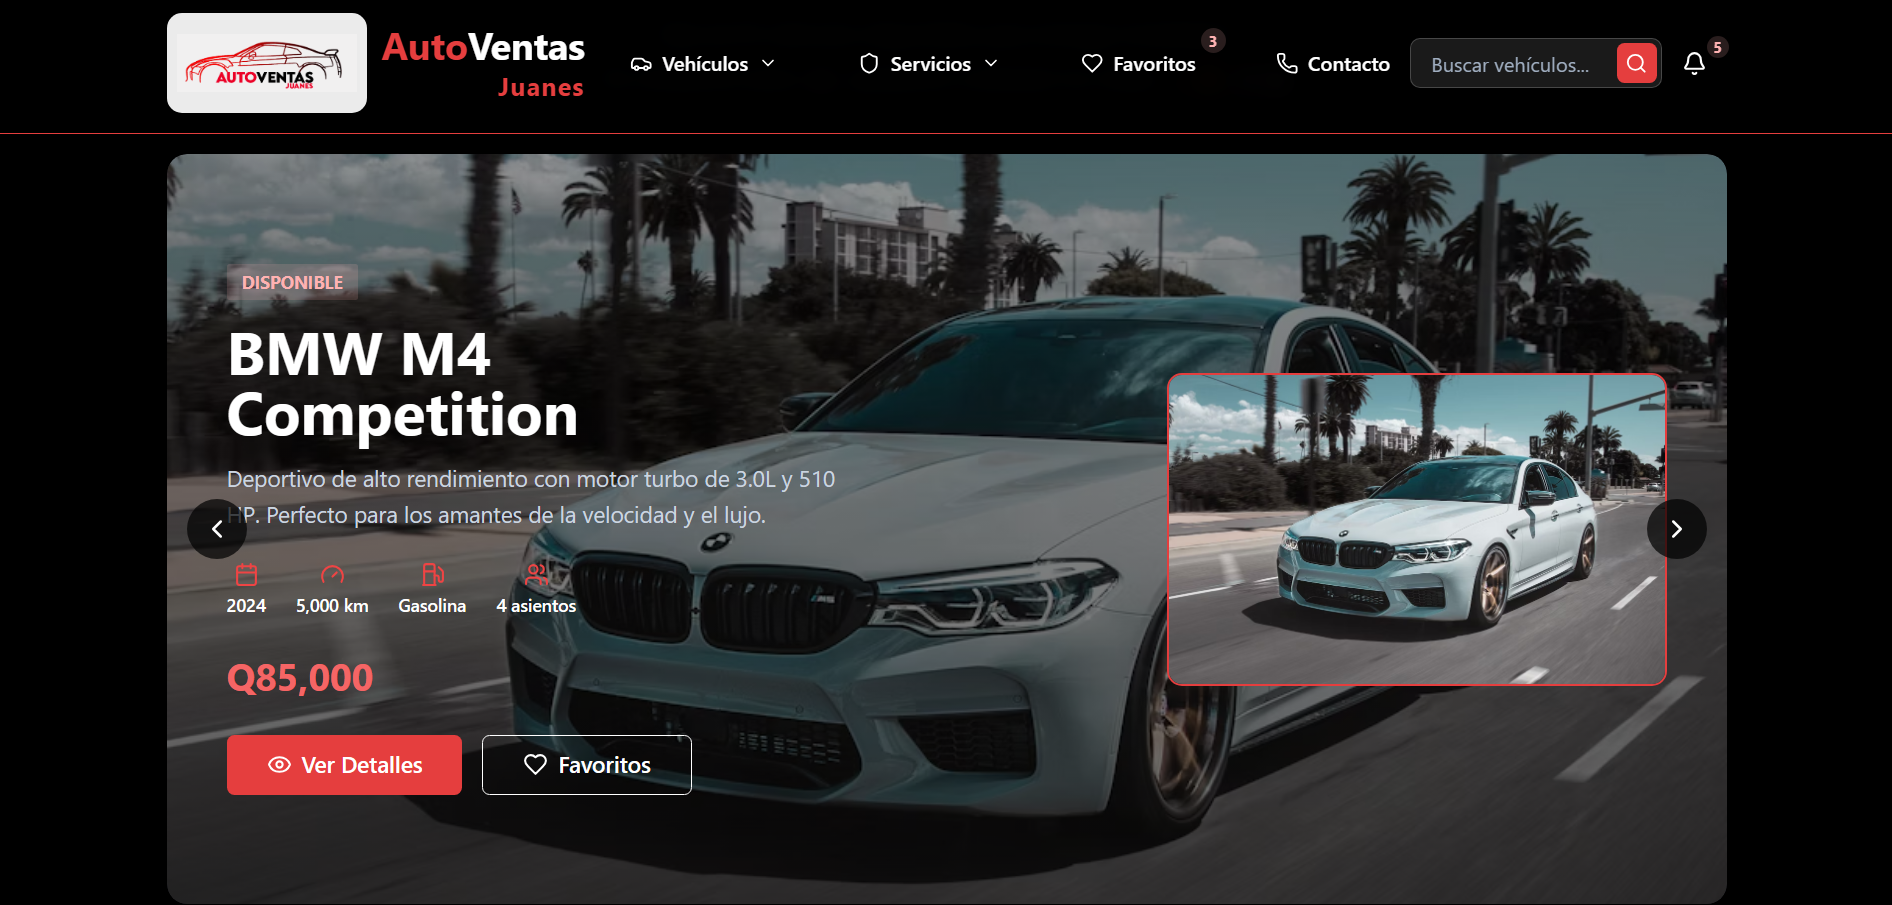 AUTOVENTAS
JUANES
AutoVentas
Juanes
Vehículos
Servicios
Favoritos
3
Contacto
Buscar vehículos...
5
DISPONIBLE
BMW M4
Competition
Deportivo de alto rendimiento con motor turbo de 3.0L y 510
HP. Perfecto para los amantes de la velocidad y el lujo.
2024
5,000 km
Gasolina
4 asientos
Q85,000
Ver Detalles
Favoritos